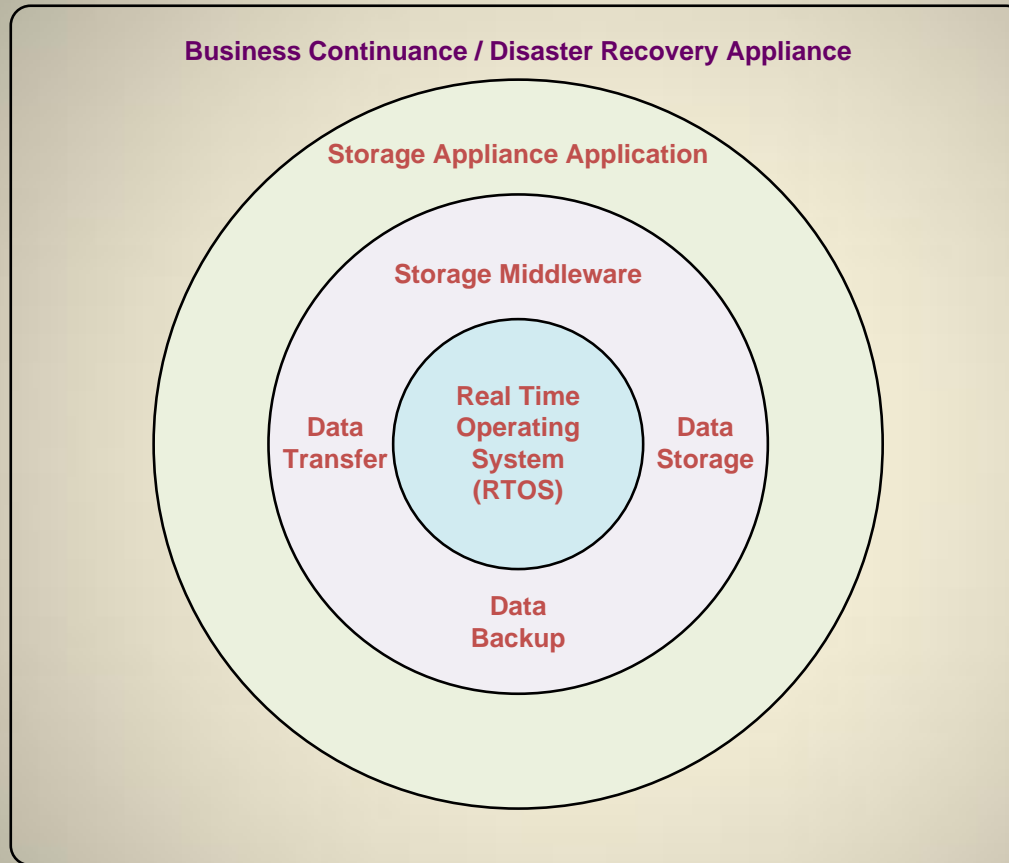 Business Continuance / Disaster Recovery Appliance
Storage Appliance Application
Storage Middleware
Real Time
Operating
System
(RTOS)
Data
Transfer
Data
Storage
Data
Backup